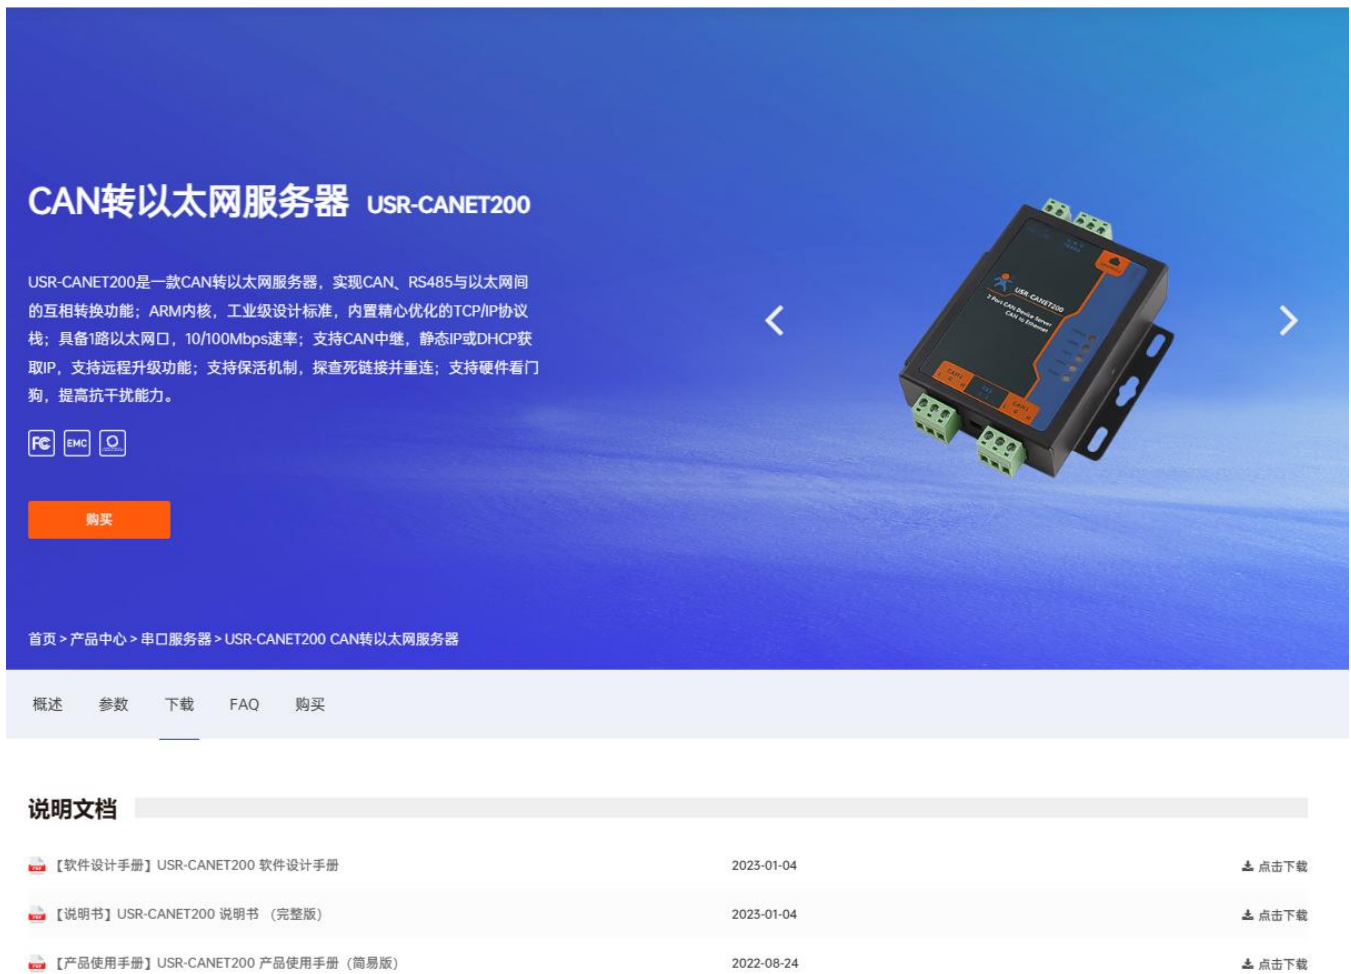 CAN转以太网服务器 USR-CANET200
USR-CANET200是一款CAN转以太网服务器，实现CAN、RS485与以太网间
的互相转换功能；ARM内核，工业级设计标准，内置精心优化的TCP/IP协议
栈；具备1路以太网口，10/100Mbps速率；支持CAN中继，静态IP或DHCP获
取IP，支持远程升级功能；支持保活机制，探查死链接并重连；支持硬件看门
狗，提高抗干扰能力。
FC EMC
USR-CANET200
2 Port CAN Device Server
CAN to Ethernet
CAN2
CAN1
购买
首页 > 产品中心 > 串口服务器 > USR-CANET200 CAN转以太网服务器
概述 参数 下载 FAQ 购买
说明文档
【软件设计手册】USR-CANET200 软件设计手册 2023-01-04 点击下载
【说明书】USR-CANET200 说明书 （完整版） 2023-01-04 点击下载
【产品使用手册】USR-CANET200 产品使用手册（简易版） 2022-08-24 点击下载